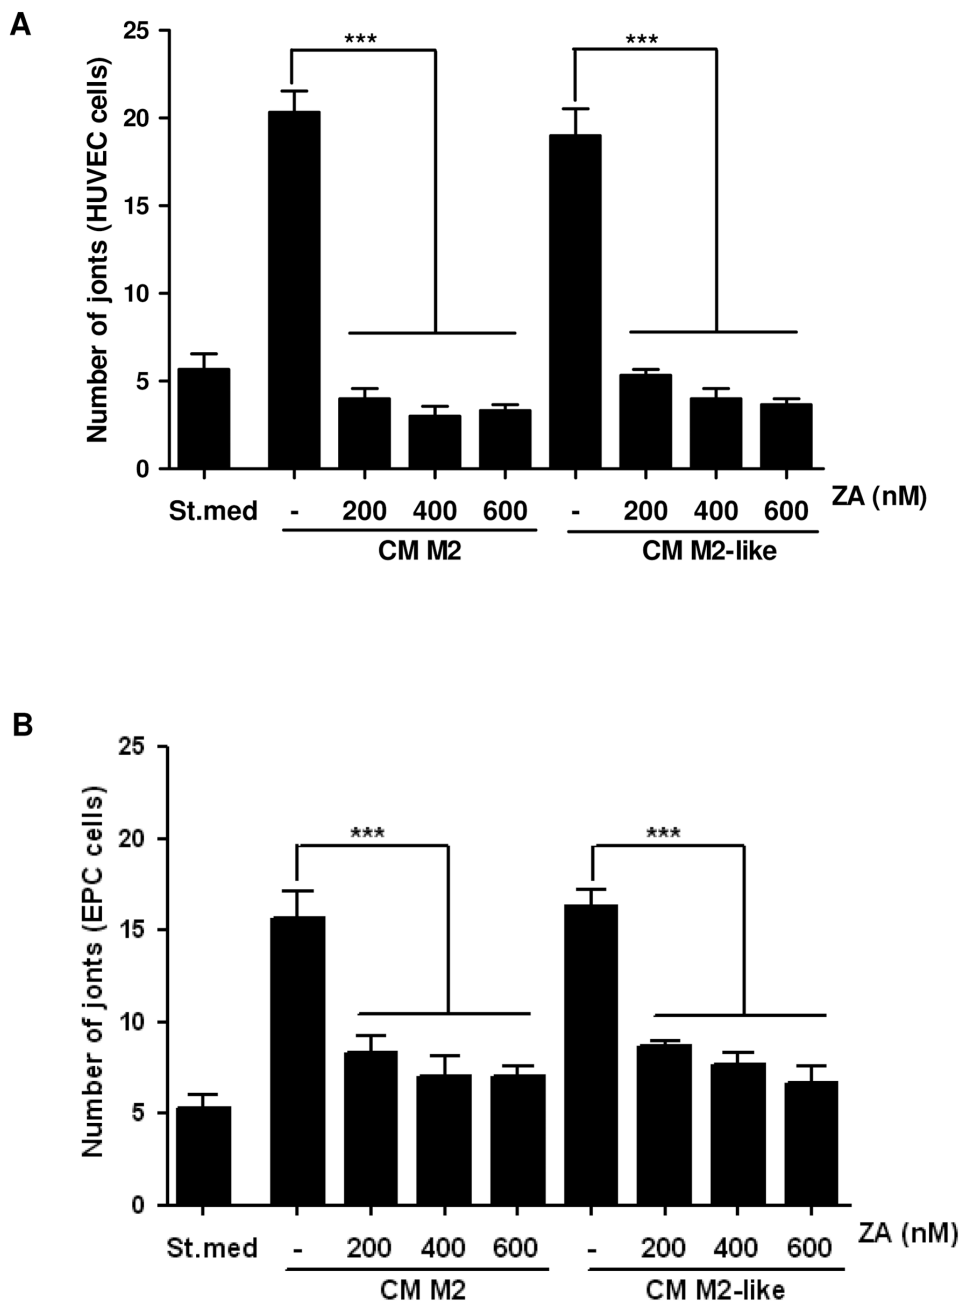 A
Number of jonts (HUVEC cells)
25
20
15
10
5
0
***
***
St.med - 200 400 600 - 200 400 600 ZA (nM)
CM M2 CM M2-like
B
Number of jonts (EPC cells)
25
20
15
10
5
0
***
***
St.med - 200 400 600 - 200 400 600 ZA (nM)
CM M2 CM M2-like